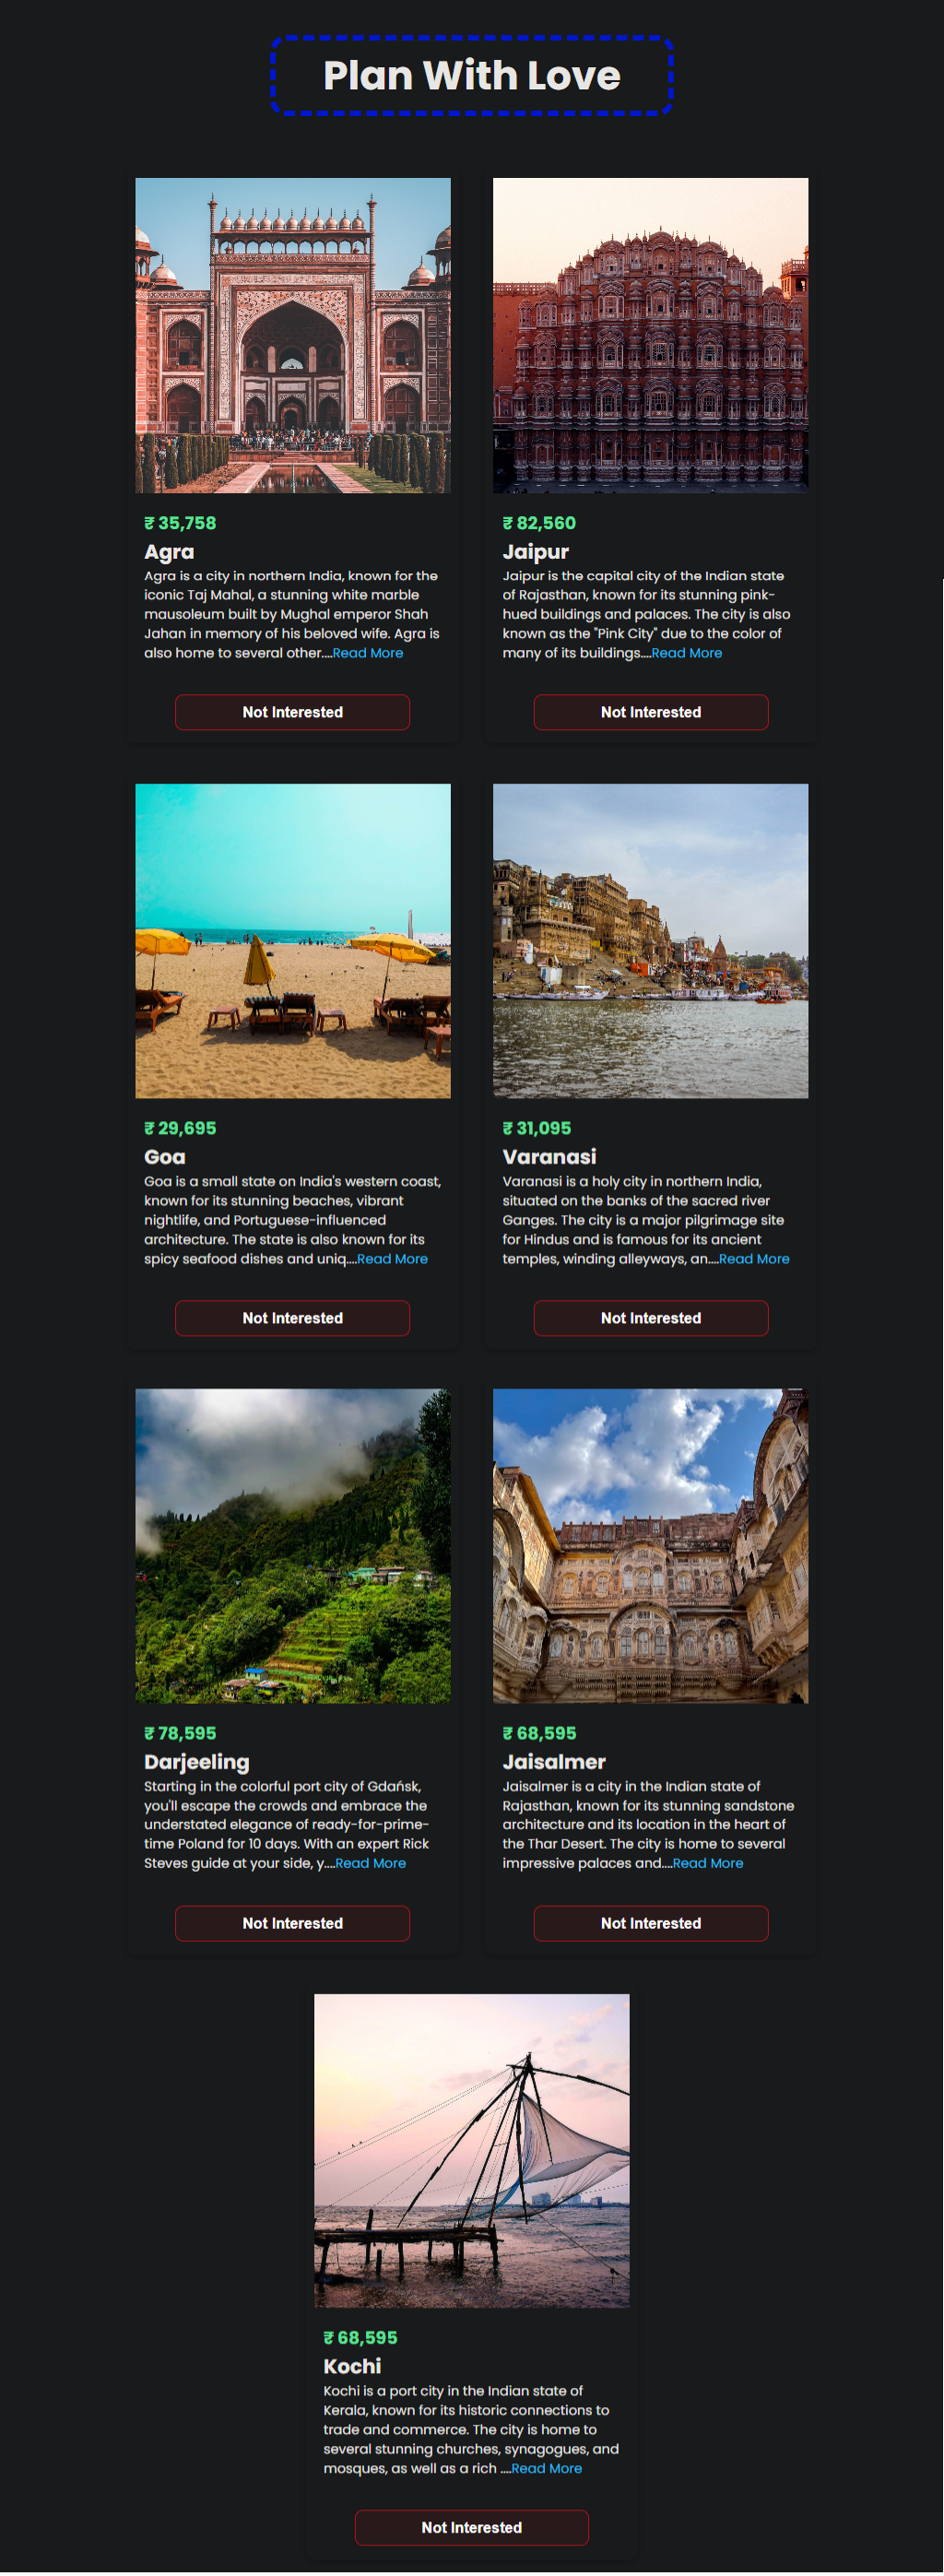 Plan With Love
₹ 35,758
Agra
Agra is a city in northern India, known for the
iconic Taj Mahal, a stunning white marble
mausoleum built by Mughal emperor Shah
Jahan in memory of his beloved wife. Agra is
also home to several other....Read More
Not Interested
₹ 82,560
Jaipur
Jaipur is the capital city of the Indian state
of Rajasthan, known for its stunning pink-
hued buildings and palaces. The city is also
known as the "Pink City" due to the color of
many of its buildings....Read More
Not Interested
₹ 29,695
Goa
Goa is a small state on India's western coast,
known for its stunning beaches, vibrant
nightlife, and Portuguese-influenced
architecture. The state is also known for its
spicy seafood dishes and uniq....Read More
Not Interested
₹ 31,095
Varanasi
Varanasi is a holy city in northern India,
situated on the banks of the sacred river
Ganges. The city is a major pilgrimage site
for Hindus and is famous for its ancient
temples, winding alleyways, an....Read More
Not Interested
₹ 78,595
Darjeeling
Starting in the colorful port city of Gdańsk,
you'll escape the crowds and embrace the
understated elegance of ready-for-prime-
time Poland for 10 days. With an expert Rick
Steves guide at your side, y....Read More
Not Interested
₹ 68,595
Jaisalmer
Jaisalmer is a city in the Indian state of
Rajasthan, known for its stunning sandstone
architecture and its location in the heart of
the Thar Desert. The city is home to several
impressive palaces and....Read More
Not Interested
₹ 68,595
Kochi
Kochi is a port city in the Indian state of
Kerala, known for its historic connections to
trade and commerce. The city is home to
several stunning churches, synagogues, and
mosques, as well as a rich ....Read More
Not Interested